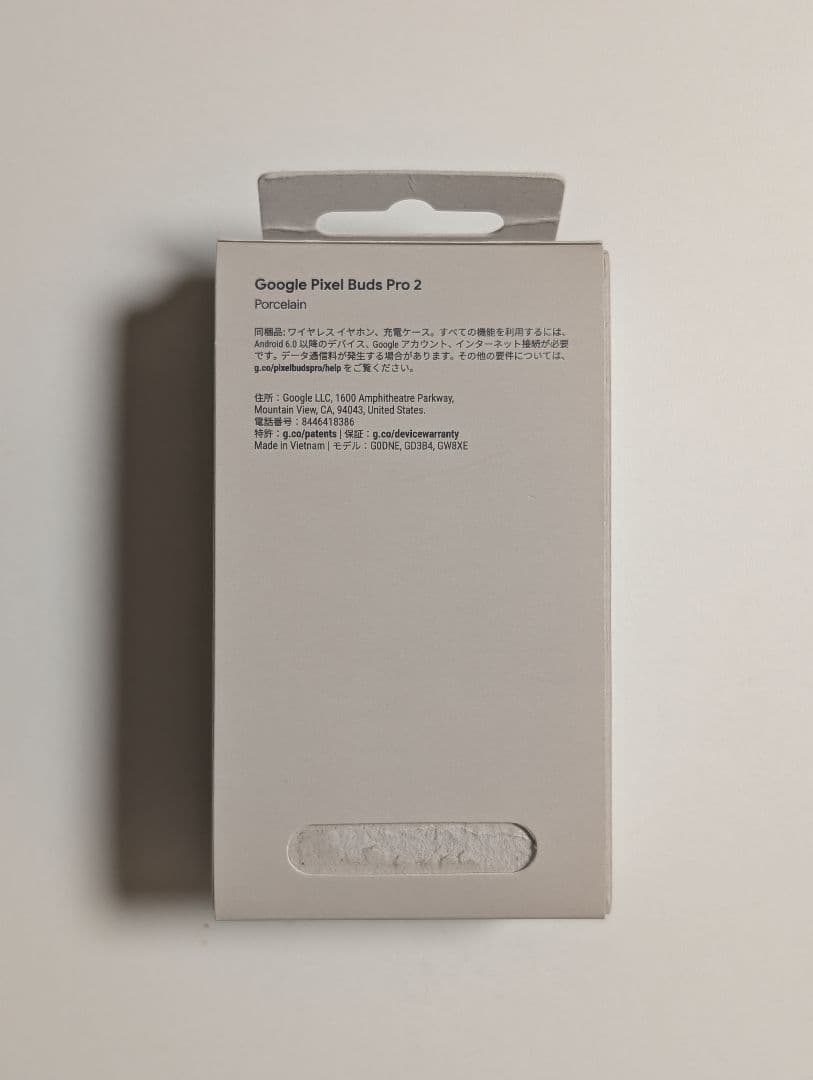 Google Pixel Buds Pro 2
Porcelain
同梱品: ワイヤレス イヤホン、充電ケース。すべての機能を利用するには、
Android 6.0 以降のデバイス、Google アカウント、インターネット接続が必要
です。データ通信料が発生する場合があります。その他の要件については、
g.co/pixelbudspro/help をご覧ください。
住所：Google LLC, 1600 Amphitheatre Parkway,
Mountain View, CA, 94043, United States.
電話番号：8446418386
特許：g.co/patents | 保証：g.co/devicewarranty
Made in Vietnam | モデル：G0DNE, GD3B4, GW8XE